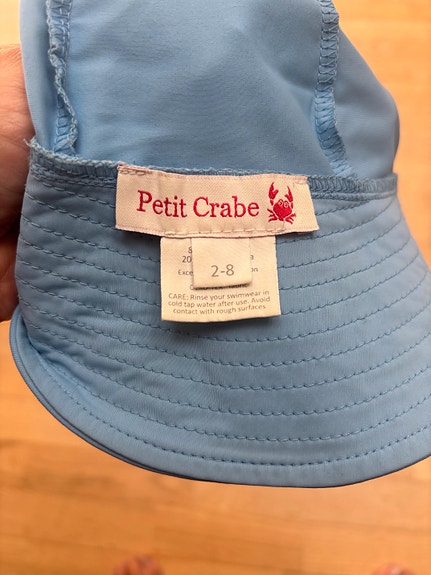 Petit Crabe
2-8
CARE: Rinse your swimwear in
cold tap water after use. Avoid
contact with rough surfaces.